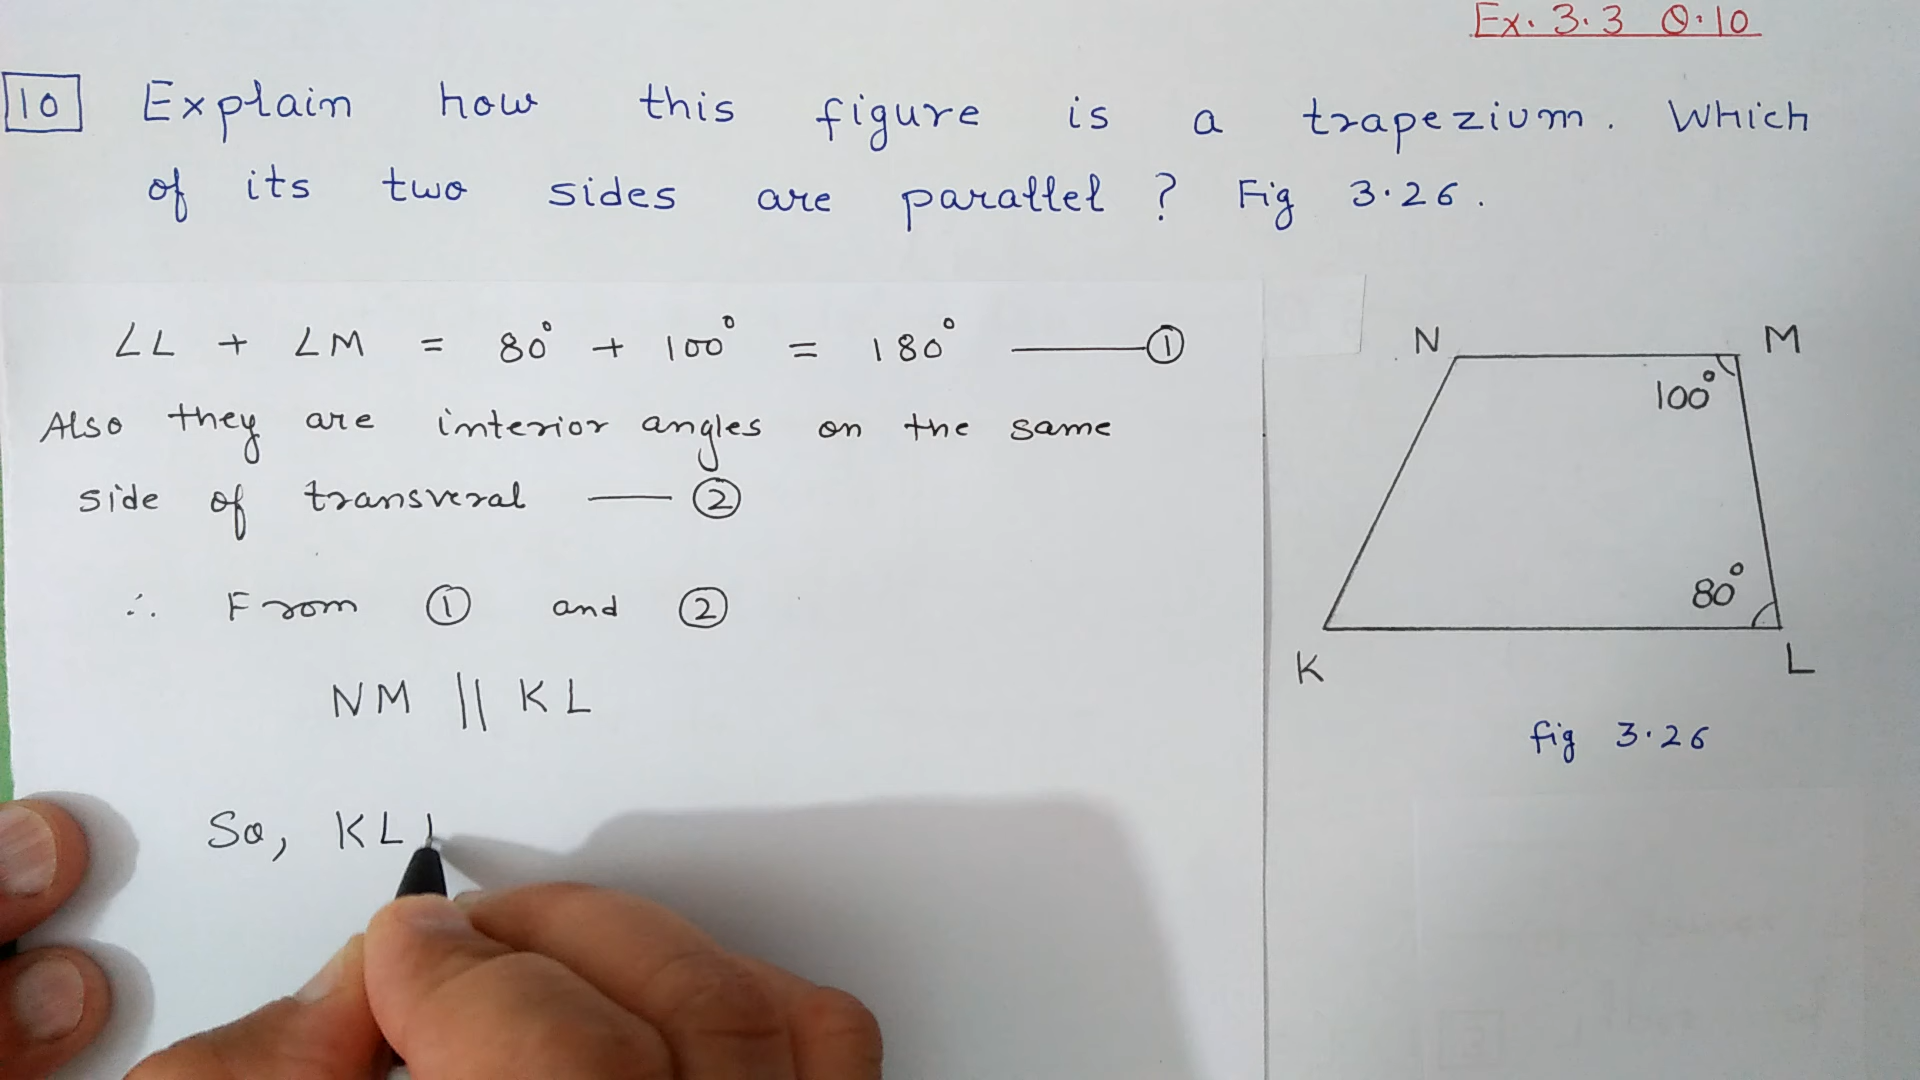 Ex. 3.3 Q.10
10 Explain how this figure is a trapezium. Which
of its two sides are parallel? Fig 3.26.
∠L + ∠M = 80° + 100° = 180° —— ①
Also they are interior angles on the same
side of transveral —— ②
∴ From ① and ②
NM || KL
So, KL
N M
100°
80°
K L
fig 3.26